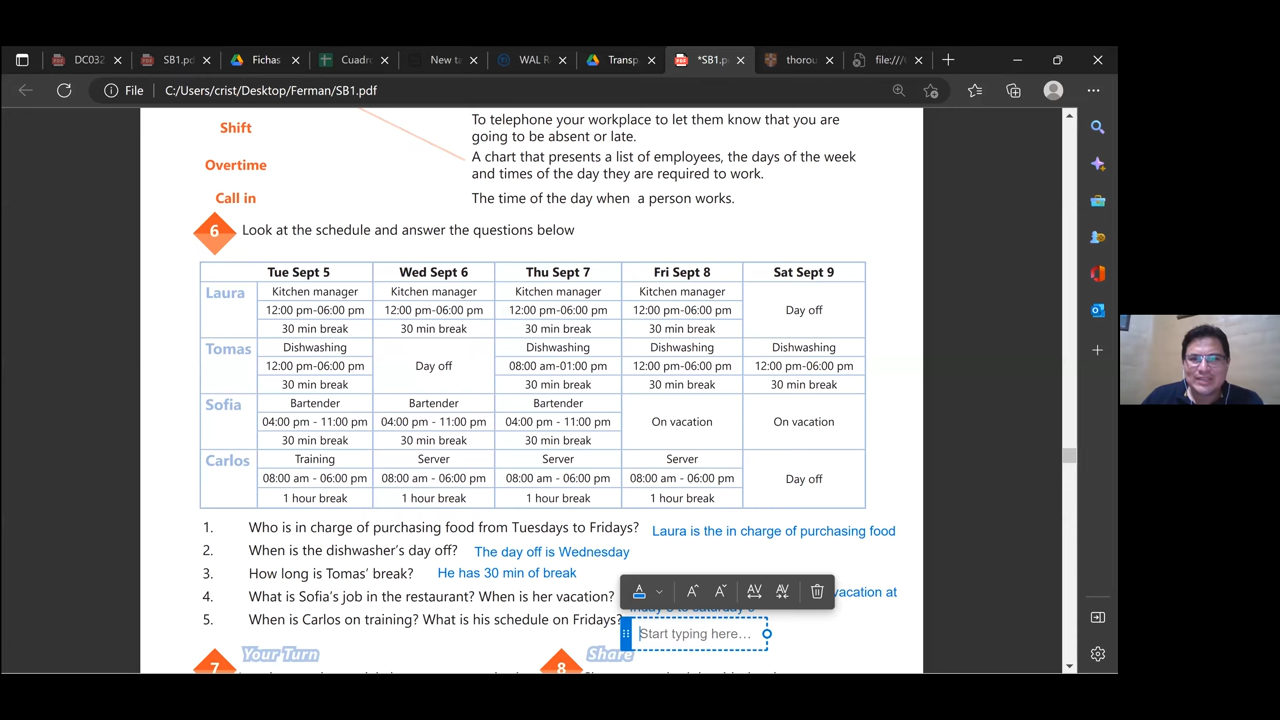 DC032
SB1.pd
Fichas
Cuadro
New ta
WAL R
Transp
*SB1.p
thorou
file:///
File
C:/Users/crist/Desktop/Ferman/SB1.pdf
To telephone your workplace to let them know that you are
Shift
going to be absent or late.
A chart that presents a list of employees, the days of the week
Overtime
and times of the day they are required to work.
Call in The time of the day when a person works.
6 Look at the schedule and answer the questions below
Tue Sept 5 Wed Sept 6 Thu Sept 7 Fri Sept 8 Sat Sept 9
Laura Kitchen manager Kitchen manager Kitchen manager Kitchen manager
12:00 pm-06:00 pm 12:00 pm-06:00 pm 12:00 pm-06:00 pm 12:00 pm-06:00 pm Day off
30 min break 30 min break 30 min break 30 min break
Tomas Dishwashing Dishwashing Dishwashing Dishwashing
12:00 pm-06:00 pm Day off 08:00 am-01:00 pm 12:00 pm-06:00 pm 12:00 pm-06:00 pm
30 min break 30 min break 30 min break 30 min break
Sofia Bartender Bartender Bartender
04:00 pm - 11:00 pm 04:00 pm - 11:00 pm 04:00 pm - 11:00 pm On vacation On vacation
30 min break 30 min break 30 min break
Carlos Training Server Server Server
08:00 am - 06:00 pm 08:00 am - 06:00 pm 08:00 am - 06:00 pm 08:00 am - 06:00 pm Day off
1 hour break 1 hour break 1 hour break 1 hour break
1. Who is in charge of purchasing food from Tuesdays to Fridays? Laura is the in charge of purchasing food
2. When is the dishwasher's day off? The day off is Wednesday
3. How long is Tomas' break? He has 30 min of break
4. What is Sofia's job in the restaurant? When is her vacation? vacation at
5. When is Carlos on training? What is his schedule on Fridays?
Start typing here...
7 Your Turn 8 Share